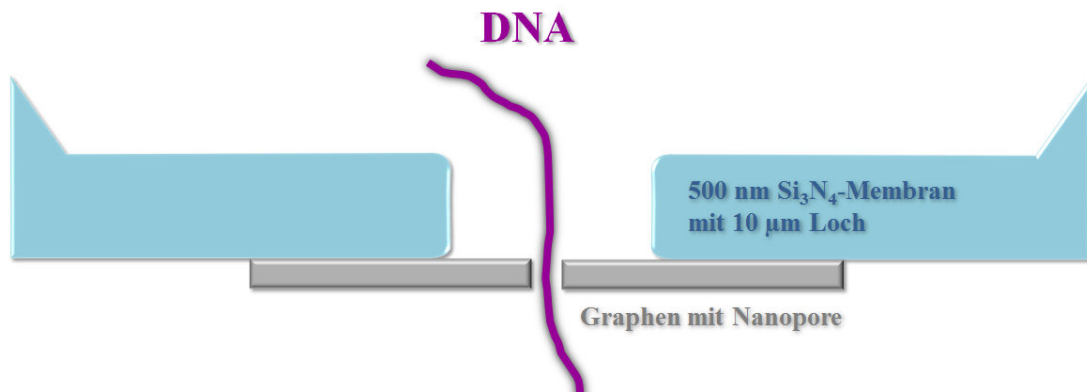 DNA
500 nm Si₃N₄-Membran
mit 10 µm Loch
Graphen mit Nanopore